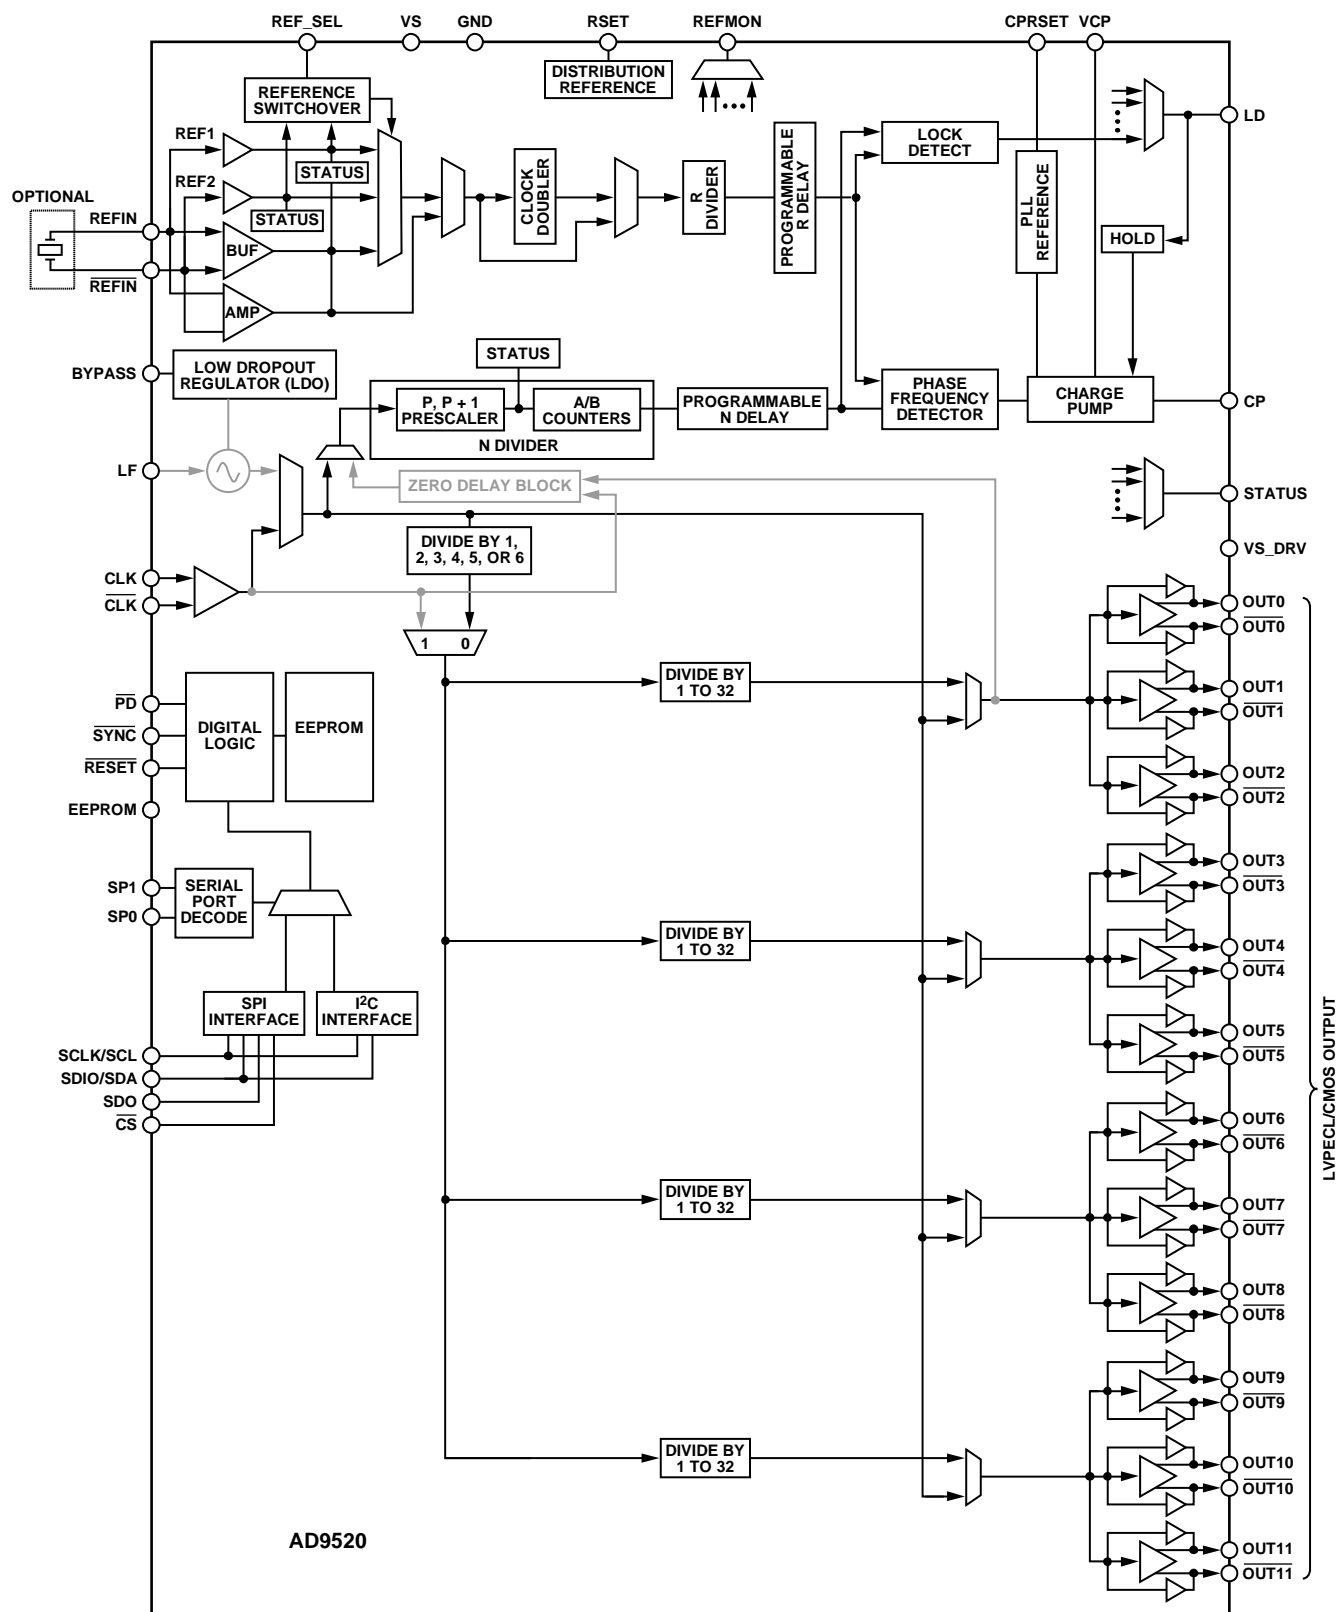 REF_SEL
VS
GND
RSET
REFMON
CPRSET
VCP
DISTRIBUTION
REFERENCE
REFERENCE
SWITCHOVER
REF1
REF2
STATUS
STATUS
BUF
AMP
OPTIONAL
REFIN
REFIN
CLOCK
DOUBLER
R
DIVIDER
PROGRAMMABLE
R DELAY
LOCK
DETECT
PLL
REFERENCE
HOLD
LD
BYPASS
LOW DROPOUT
REGULATOR (LDO)
STATUS
P, P + 1
PRESCALER
A/B
COUNTERS
N DIVIDER
PROGRAMMABLE
N DELAY
PHASE
FREQUENCY
DETECTOR
CHARGE
PUMP
CP
LF
ZERO DELAY BLOCK
STATUS
DIVIDE BY 1,
2, 3, 4, 5, OR 6
VS_DRV
CLK
CLK
1 0
OUT0
OUT0
DIVIDE BY
1 TO 32
OUT1
OUT1
PD
SYNC
RESET
DIGITAL
LOGIC
EEPROM
EEPROM
OUT2
OUT2
OUT3
OUT3
SP1
SP0
SERIAL
PORT
DECODE
DIVIDE BY
1 TO 32
OUT4
OUT4
SPI
INTERFACE
I2C
INTERFACE
OUT5
OUT5
SCLK/SCL
SDIO/SDA
SDO
CS
OUT6
OUT6
LVPECL/CMOS OUTPUT
DIVIDE BY
1 TO 32
OUT7
OUT7
OUT8
OUT8
OUT9
OUT9
DIVIDE BY
1 TO 32
OUT10
OUT10
AD9520
OUT11
OUT11